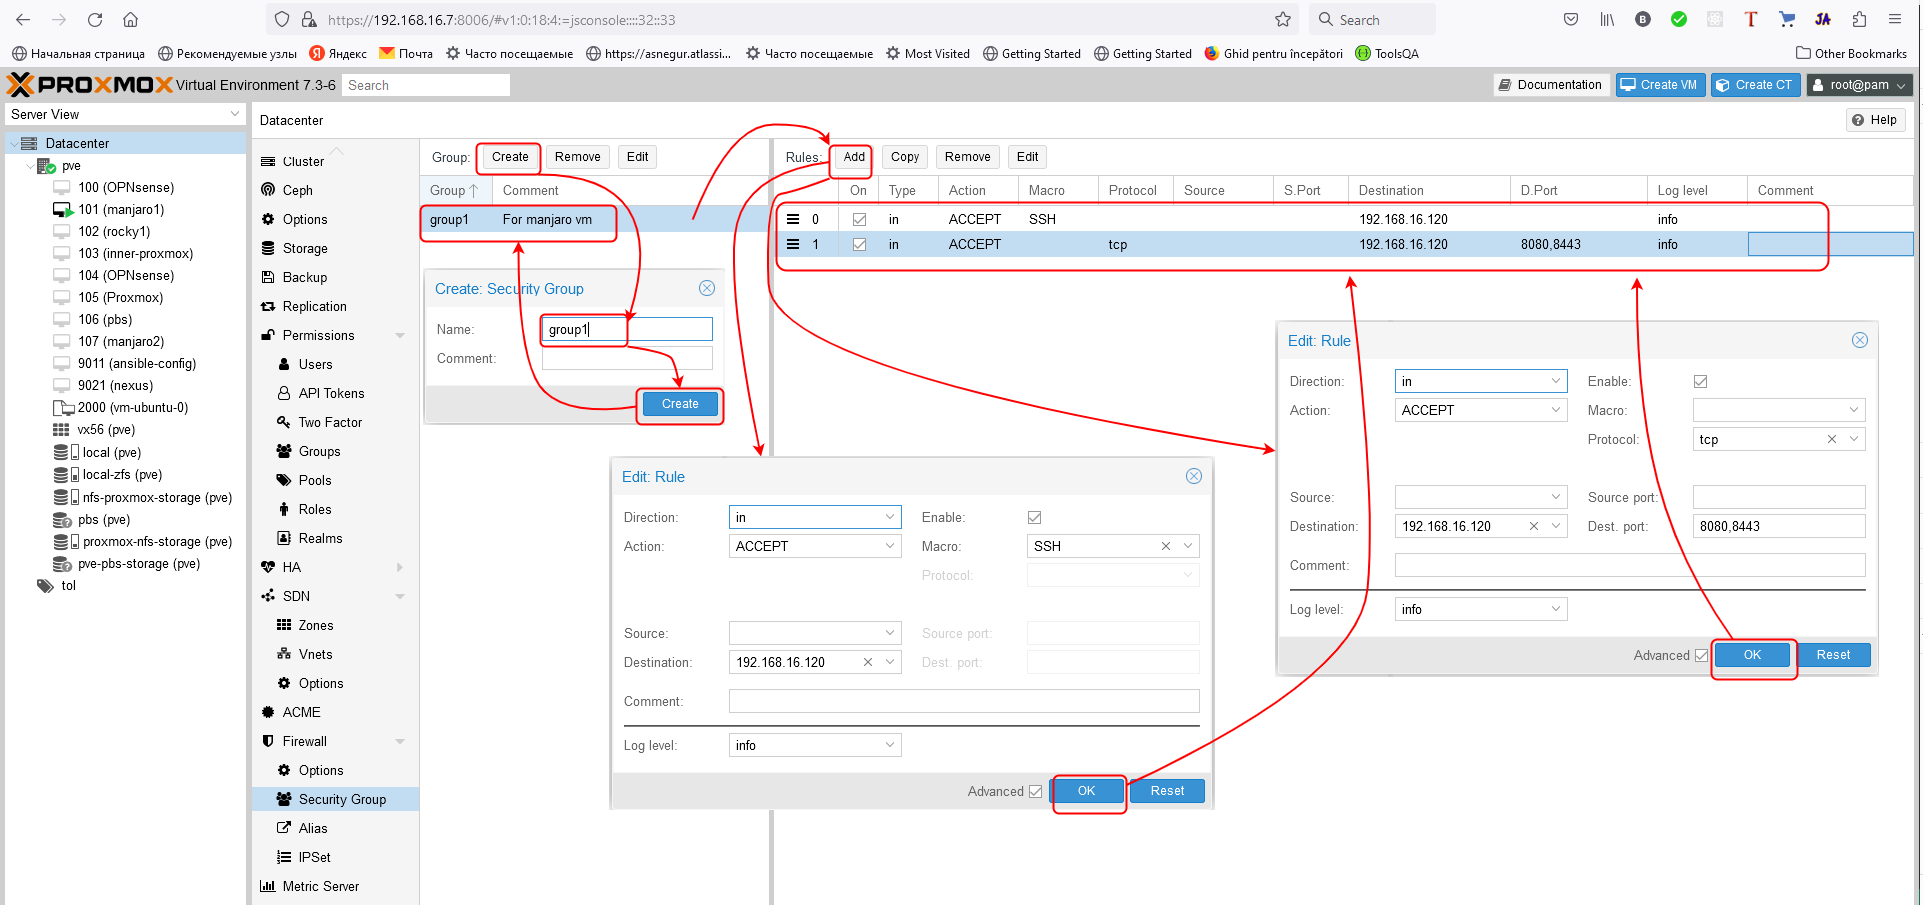 https://192.168.16.7:8006/#v1:0:18:4:=jsconsole::::32::33
Search
Начальная страница
Рекомендуемые узлы
Яндекс
Почта
Часто посещаемые
https://asnegur.atlassi...
Часто посещаемые
Most Visited
Getting Started
Getting Started
Ghid pentru începători
ToolsQA
Other Bookmarks
PROXMOX Virtual Environment 7.3-6
Search
Documentation
Create VM
Create CT
root@pam
Server View
Datacenter
pve
100 (OPNsense)
101 (manjaro1)
102 (rocky1)
103 (inner-proxmox)
104 (OPNsense)
105 (Proxmox)
106 (pbs)
107 (manjaro2)
9011 (ansible-config)
9021 (nexus)
2000 (vm-ubuntu-0)
vx56 (pve)
local (pve)
local-zfs (pve)
nfs-proxmox-storage (pve)
pbs (pve)
proxmox-nfs-storage (pve)
pve-pbs-storage (pve)
tol
Datacenter
Help
Cluster
Ceph
Options
Storage
Backup
Replication
Permissions
Users
API Tokens
Two Factor
Groups
Pools
Roles
Realms
HA
SDN
Zones
Vnets
Options
ACME
Firewall
Options
Security Group
Alias
IPSet
Metric Server
Group: Create Remove Edit
Group Comment
group1 For manjaro vm
Rules: Add Copy Remove Edit
On Type Action Macro Protocol Source S.Port Destination D.Port Log level Comment
0 in ACCEPT SSH 192.168.16.120 info
1 in ACCEPT tcp 192.168.16.120 8080,8443 info
Create: Security Group
Name: group1
Comment:
Create
Edit: Rule
Direction: in Enable:
Action: ACCEPT Macro: SSH
Protocol:
Source: Source port:
Destination: 192.168.16.120 Dest. port:
Comment:
Log level: info
Advanced OK Reset
Edit: Rule
Direction: in Enable:
Action: ACCEPT Macro:
Protocol: tcp
Source: Source port:
Destination: 192.168.16.120 Dest. port: 8080,8443
Comment:
Log level: info
Advanced OK Reset